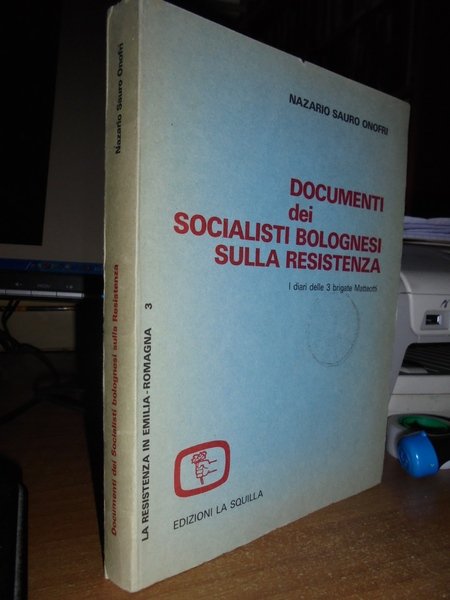 Nazario Sauro Onofri
Documenti dei Socialisti bolognesi sulla Resistenza
LA RESISTENZA IN EMILIA-ROMAGNA 3
NAZARIO SAURO ONOFRI
DOCUMENTI
dei
SOCIALISTI BOLOGNESI
SULLA RESISTENZA
I diari delle 3 brigate Matteotti
EDIZIONI LA SQUILLA